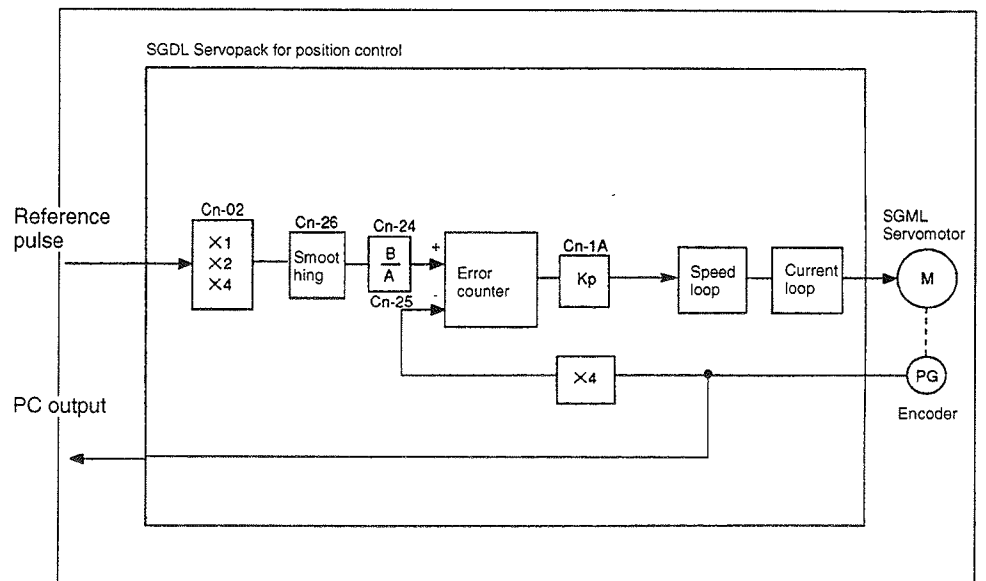 SGDL Servopack for position control
Reference
pulse
Cn-02
×1
×2
×4
Cn-26
Smoot
hing
Cn-24
B
A
Cn-25
+
-
Error
counter
Cn-1A
Kp
Speed
loop
Current
loop
SGML
Servomotor
M
×4
PG
Encoder
PC output